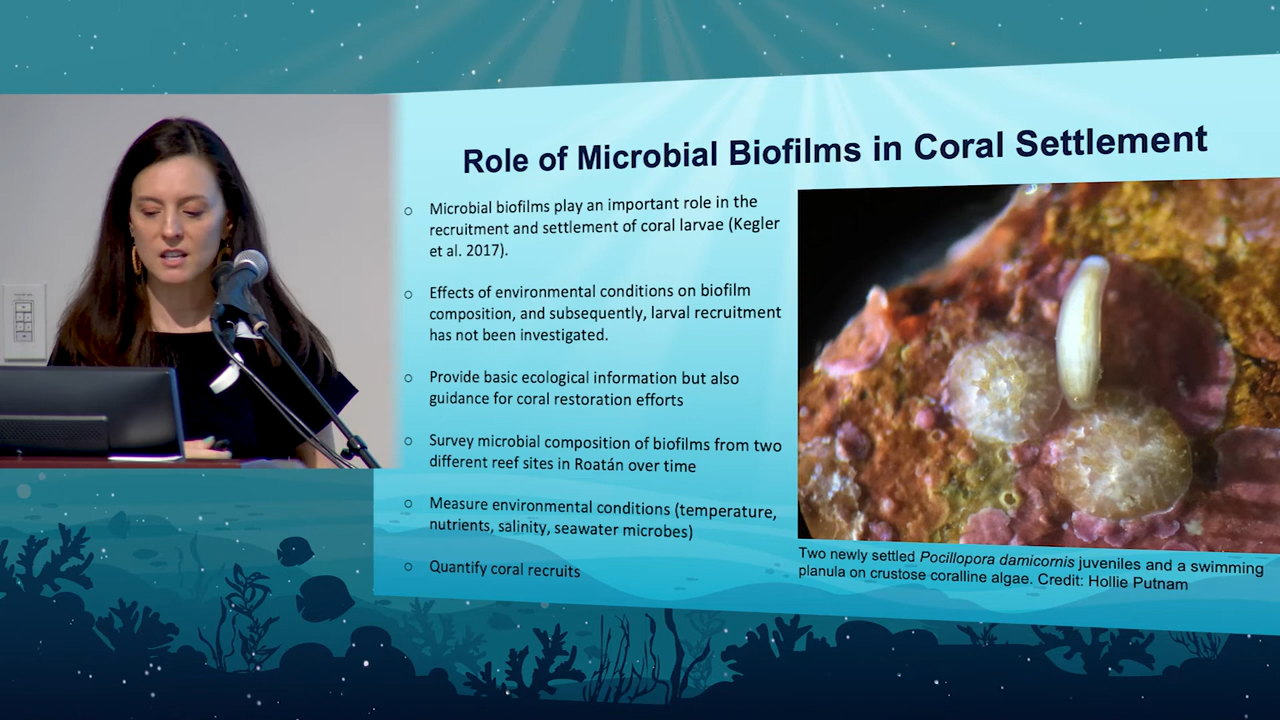 Role of Microbial Biofilms in Coral Settlement
Microbial biofilms play an important role in the
recruitment and settlement of coral larvae (Kegler
et al. 2017).
Effects of environmental conditions on biofilm
composition, and subsequently, larval recruitment
has not been investigated.
Provide basic ecological information but also
guidance for coral restoration efforts
Survey microbial composition of biofilms from two
different reef sites in Roatán over time
Measure environmental conditions (temperature,
nutrients, salinity, seawater microbes)
Quantify coral recruits
Two newly settled Pocillopora damicornis juveniles and a swimming
planula on crustose coralline algae. Credit: Hollie Putnam